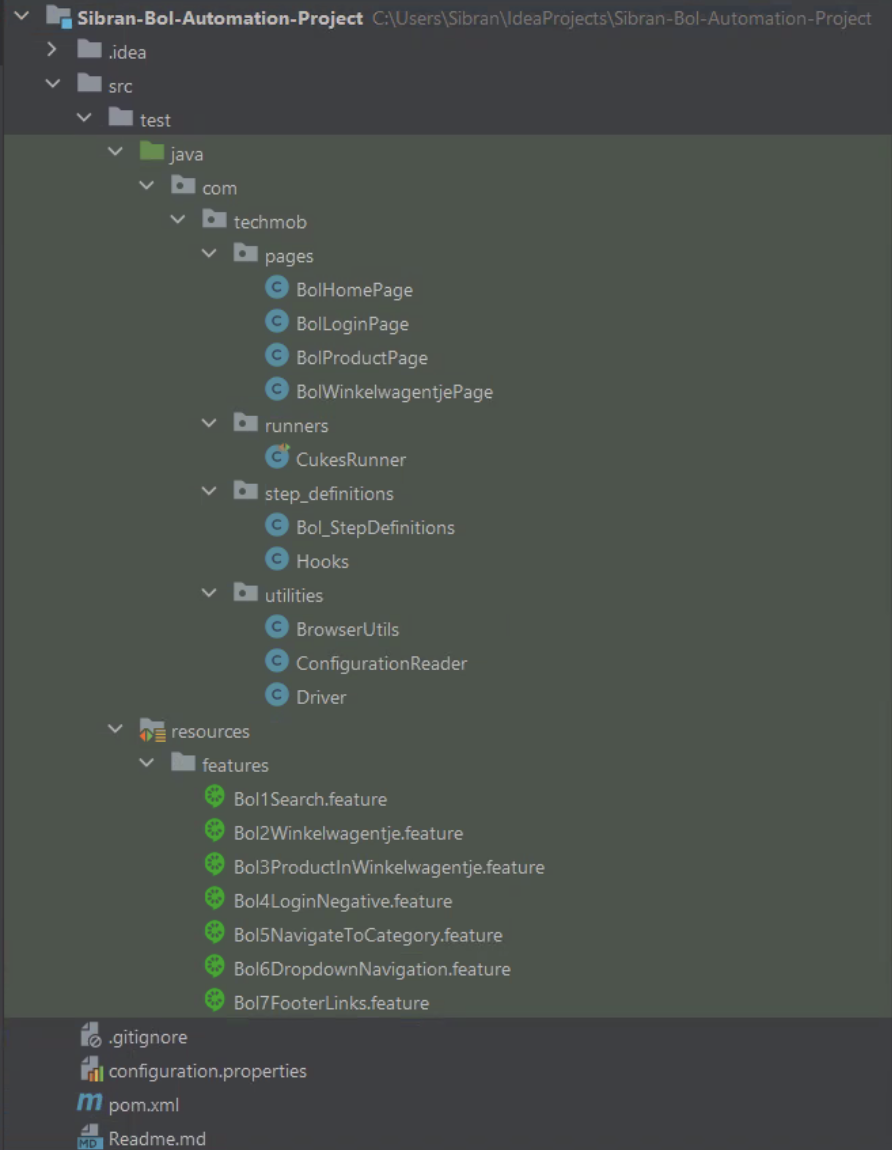 Sibran-Bol-Automation-Project C:\Users\Sibran\IdeaProjects\Sibran-Bol-Automation-Project
.idea
src
test
java
com
techmob
pages
C BolHomePage
C BolLoginPage
C BolProductPage
C BolWinkelwagentjePage
runners
C CukesRunner
step_definitions
C Bol_StepDefinitions
C Hooks
utilities
C BrowserUtils
C ConfigurationReader
C Driver
resources
features
Bol1Search.feature
Bol2Winkelwagentje.feature
Bol3ProductInWinkelwagentje.feature
Bol4LoginNegative.feature
Bol5NavigateToCategory.feature
Bol6DropdownNavigation.feature
Bol7FooterLinks.feature
.gitignore
configuration.properties
m pom.xml
MD Readme.md